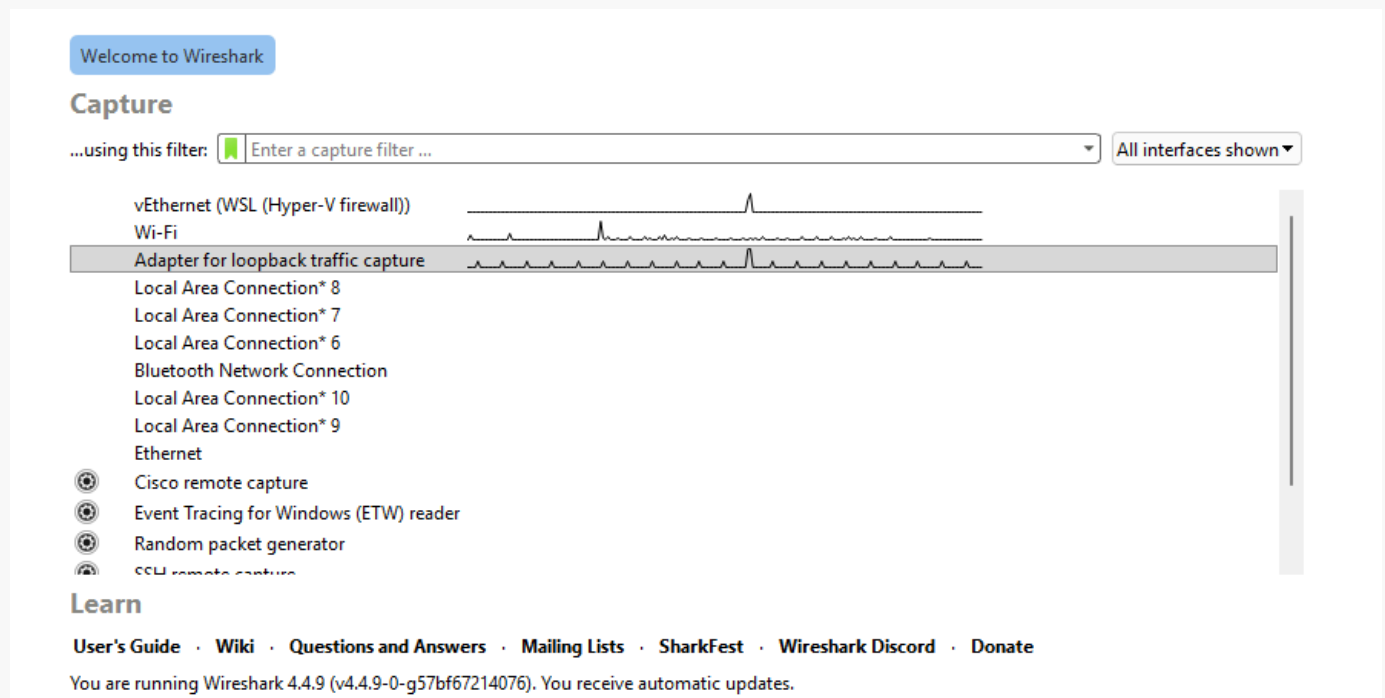 Welcome to Wireshark
Capture
...using this filter: Enter a capture filter ... All interfaces shown
vEthernet (WSL (Hyper-V firewall))
Wi-Fi
Adapter for loopback traffic capture
Local Area Connection* 8
Local Area Connection* 7
Local Area Connection* 6
Bluetooth Network Connection
Local Area Connection* 10
Local Area Connection* 9
Ethernet
Cisco remote capture
Event Tracing for Windows (ETW) reader
Random packet generator
SSH remote capture
Learn
User's Guide · Wiki · Questions and Answers · Mailing Lists · SharkFest · Wireshark Discord · Donate
You are running Wireshark 4.4.9 (v4.4.9-0-g57bf67214076). You receive automatic updates.